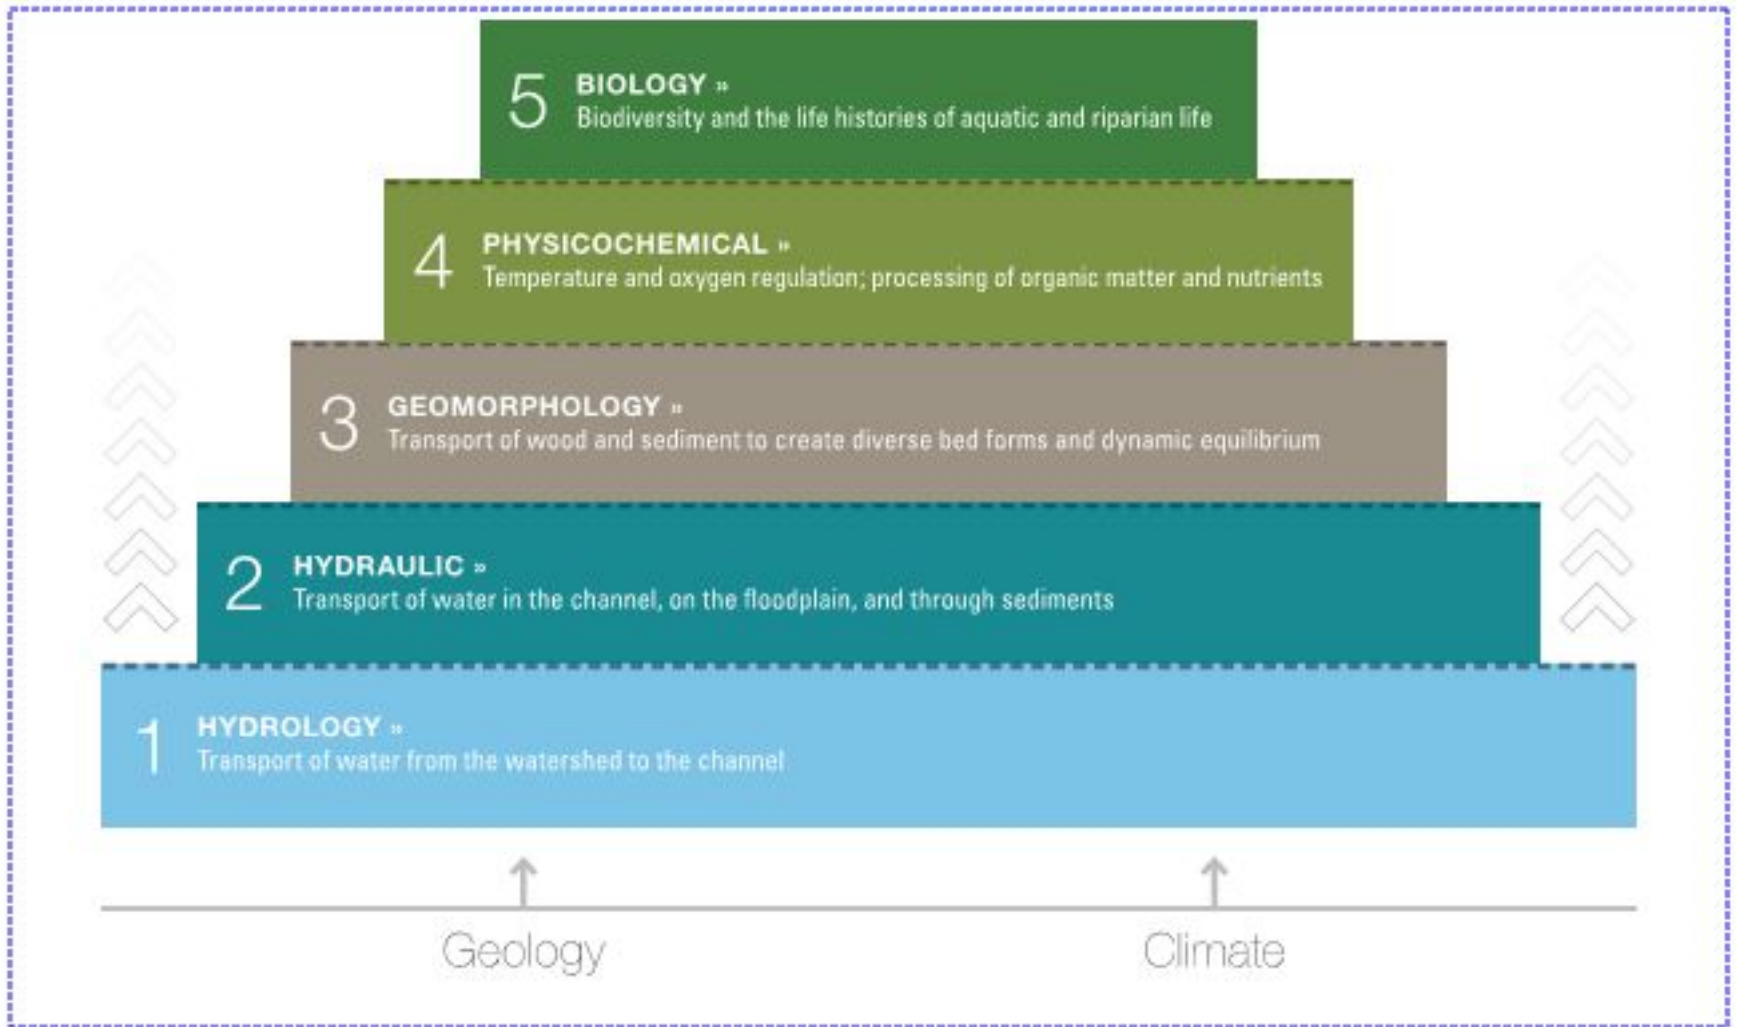 5
BIOLOGY »
Biodiversity and the life histories of aquatic and riparian life
4
PHYSICOCHEMICAL »
Temperature and oxygen regulation; processing of organic matter and nutrients
3
GEOMORPHOLOGY »
Transport of wood and sediment to create diverse bed forms and dynamic equilibrium
2
HYDRAULIC »
Transport of water in the channel, on the floodplain, and through sediments
1
HYDROLOGY »
Transport of water from the watershed to the channel
Geology
Climate